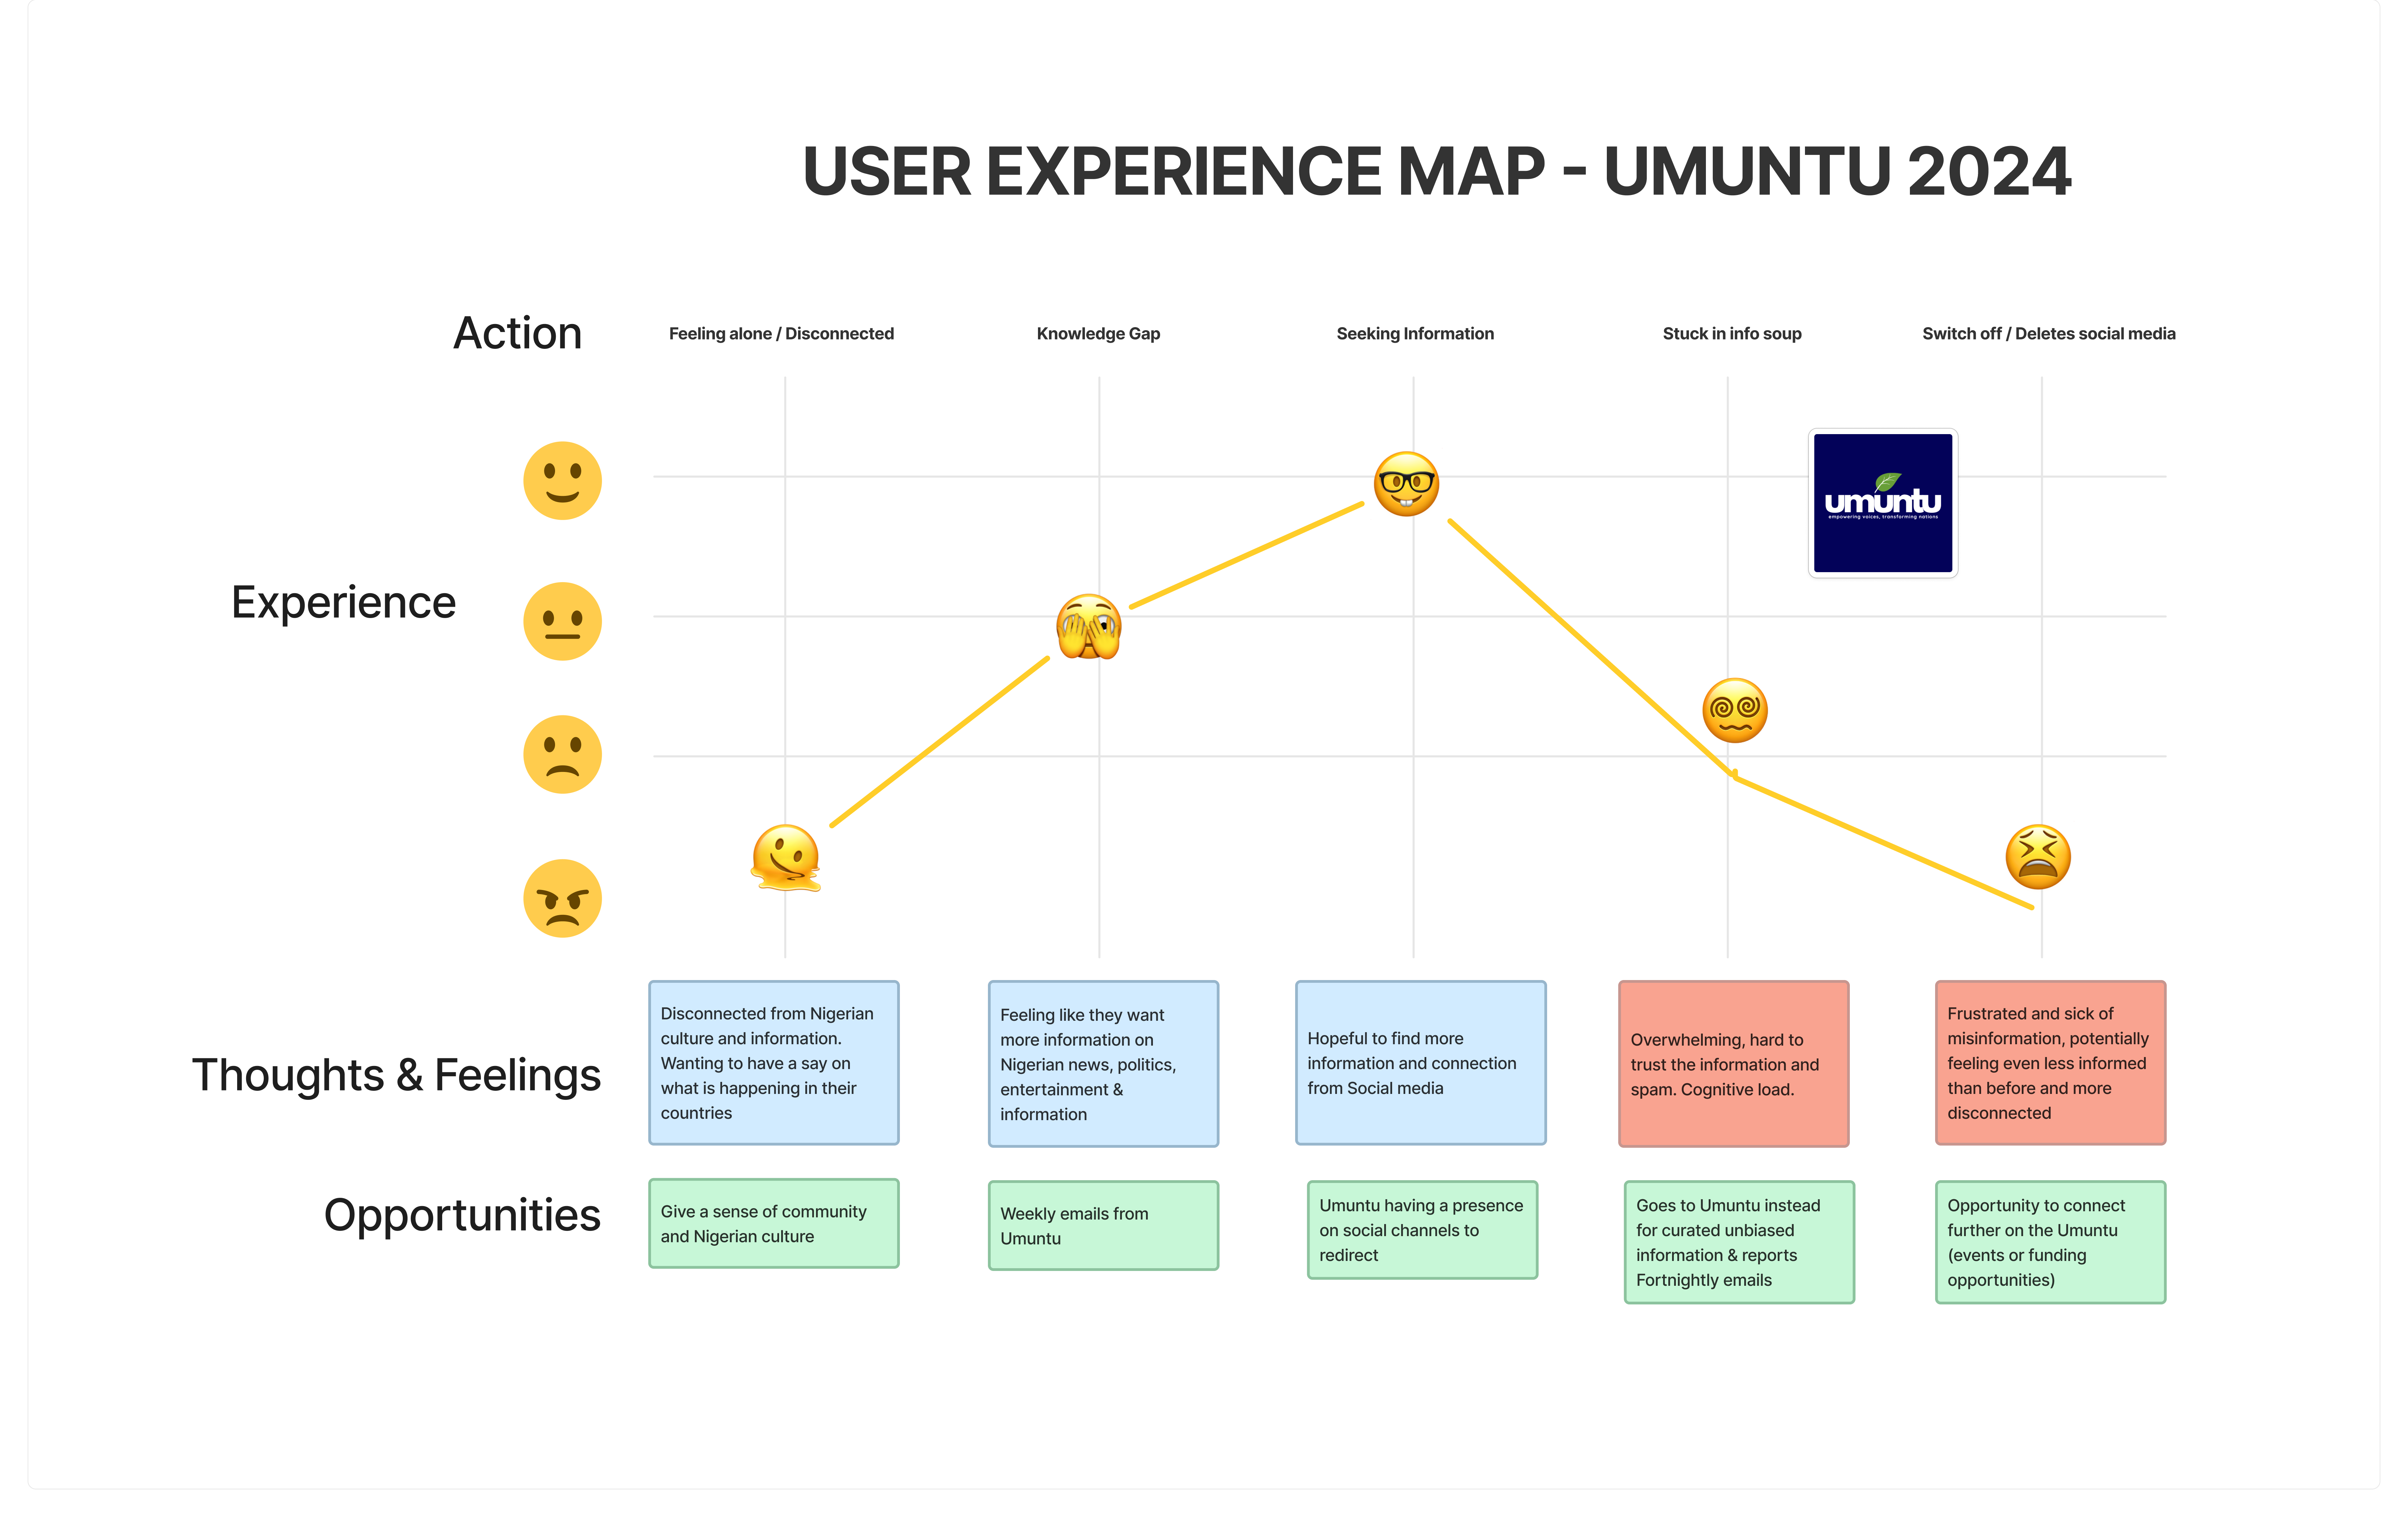 USER EXPERIENCE MAP - UMUNTU 2024
Action
Feeling alone / Disconnected
Knowledge Gap
Seeking Information
Stuck in info soup
Switch off / Deletes social media
Experience
umuntu
empowering voices, transforming nations
Thoughts & Feelings
Disconnected from Nigerian
culture and information.
Wanting to have a say on
what is happening in their
countries
Feeling like they want
more information on
Nigerian news, politics,
entertainment &
information
Hopeful to find more
information and connection
from Social media
Overwhelming, hard to
trust the information and
spam. Cognitive load.
Frustrated and sick of
misinformation, potentially
feeling even less informed
than before and more
disconnected
Opportunities
Give a sense of community
and Nigerian culture
Weekly emails from
Umuntu
Umuntu having a presence
on social channels to
redirect
Goes to Umuntu instead
for curated unbiased
information & reports
Fortnightly emails
Opportunity to connect
further on the Umuntu
(events or funding
opportunities)